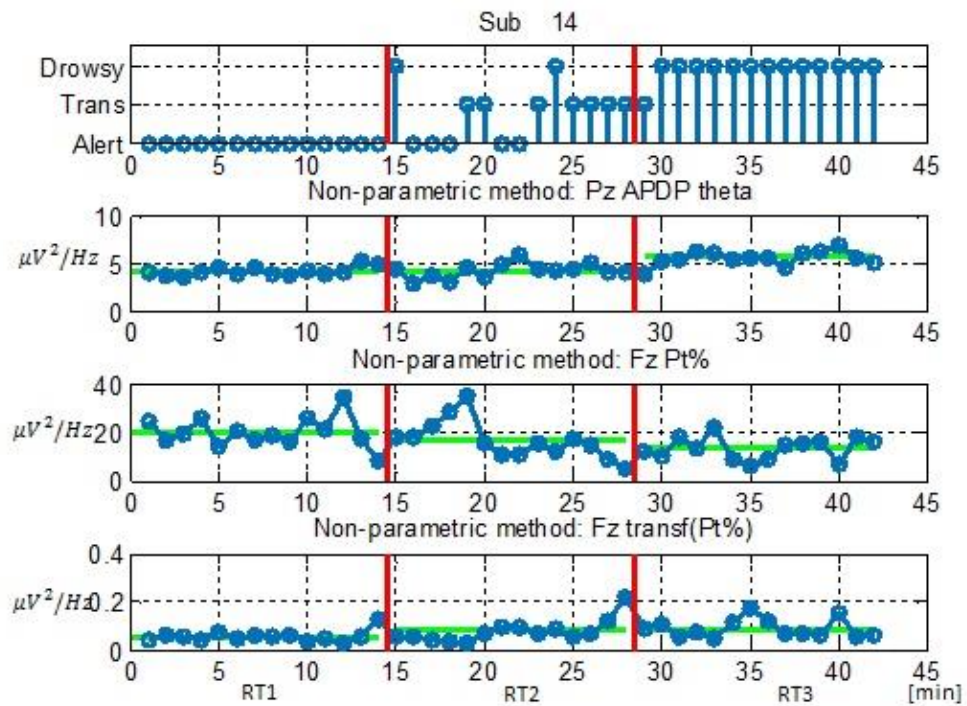 Sub 14
Drowsy
Trans
Alert
0 5 10 15 20 25 30 35 40 45
Non-parametric method: Pz APDP theta
10
μV²/Hz
5
0
0 5 10 15 20 25 30 35 40 45
Non-parametric method: Fz Pt%
40
μV²/Hz
20
0
0 5 10 15 20 25 30 35 40 45
Non-parametric method: Fz transf(Pt%)
0.4
μV²/Hz
0.2
0
0 5 10 15 20 25 30 35 40 45
RT1 RT2 RT3 [min]